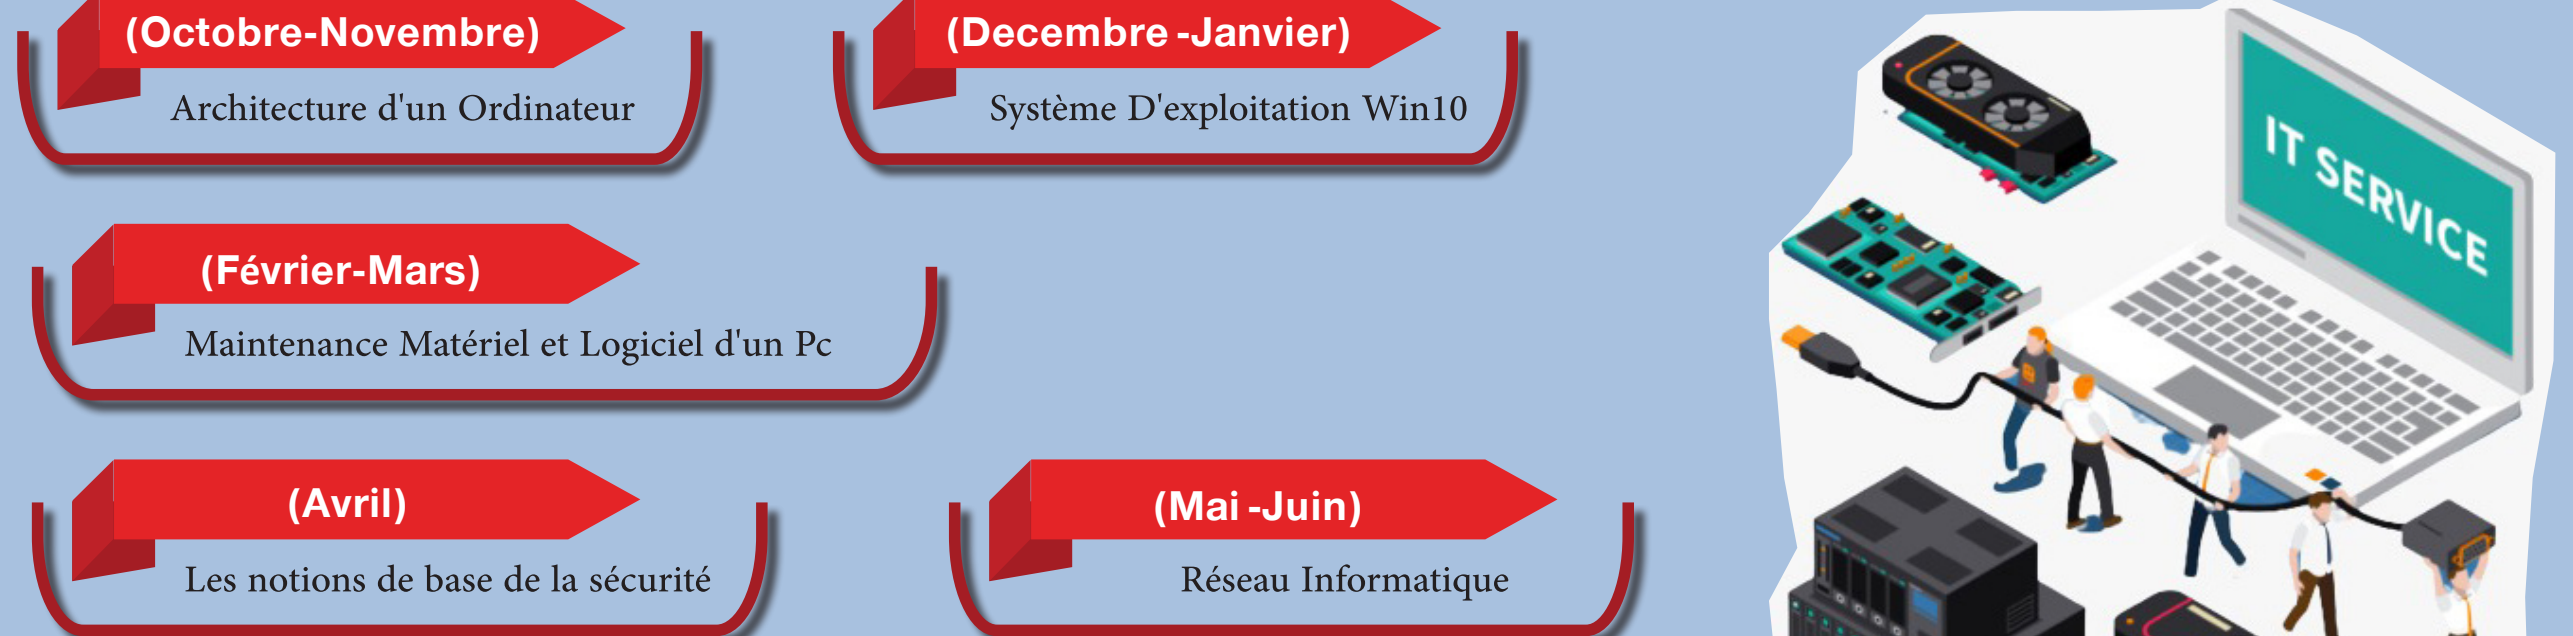 (Octobre-Novembre)
Architecture d'un Ordinateur
(Decembre -Janvier)
Système D'exploitation Win10
(Février-Mars)
Maintenance Matériel et Logiciel d'un Pc
(Avril)
Les notions de base de la sécurité
(Mai -Juin)
Réseau Informatique
IT SERVICE